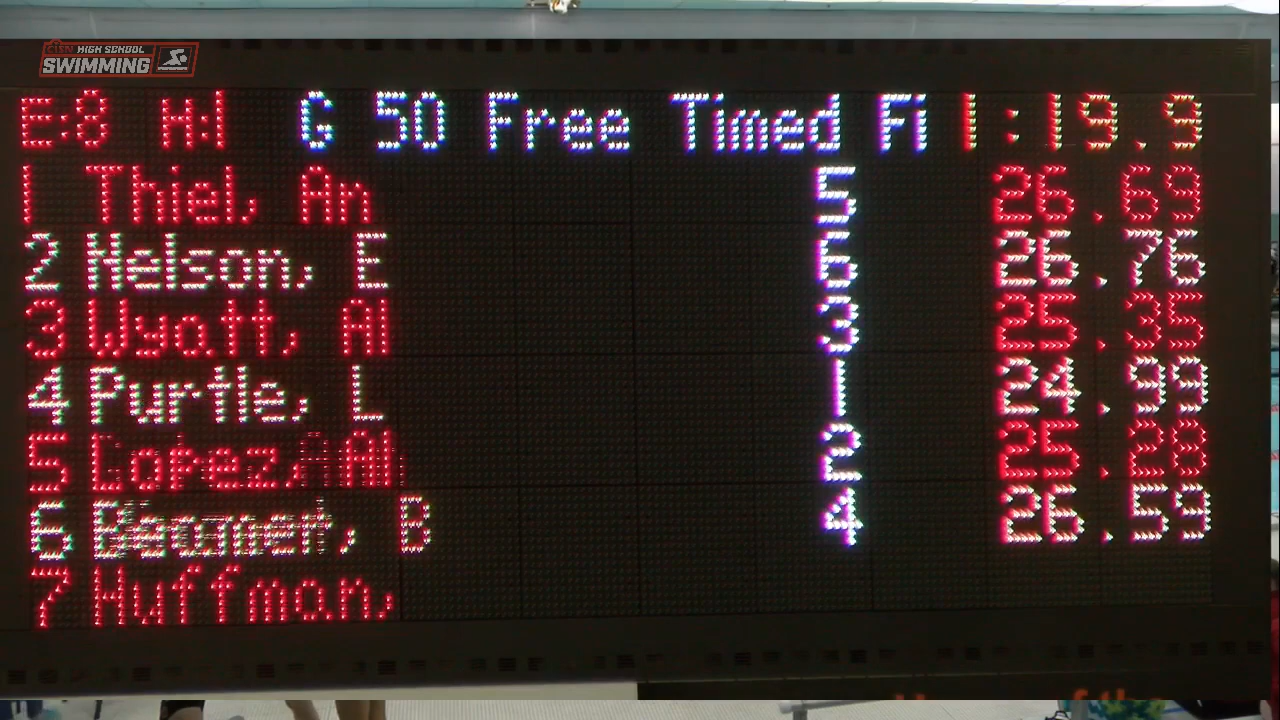 CISN HIGH SCHOOL
SWIMMING
E:8 H:1 G 50 Free Timed Fi 1:19.9
1 Thiel, An 5 26.69
2 Nelson, E 6 26.76
3 Wyatt, Al 3 25.35
4 Purtle, L 1 24.99
5 2 25.28
6 B 4 26.59
7 Huffman,